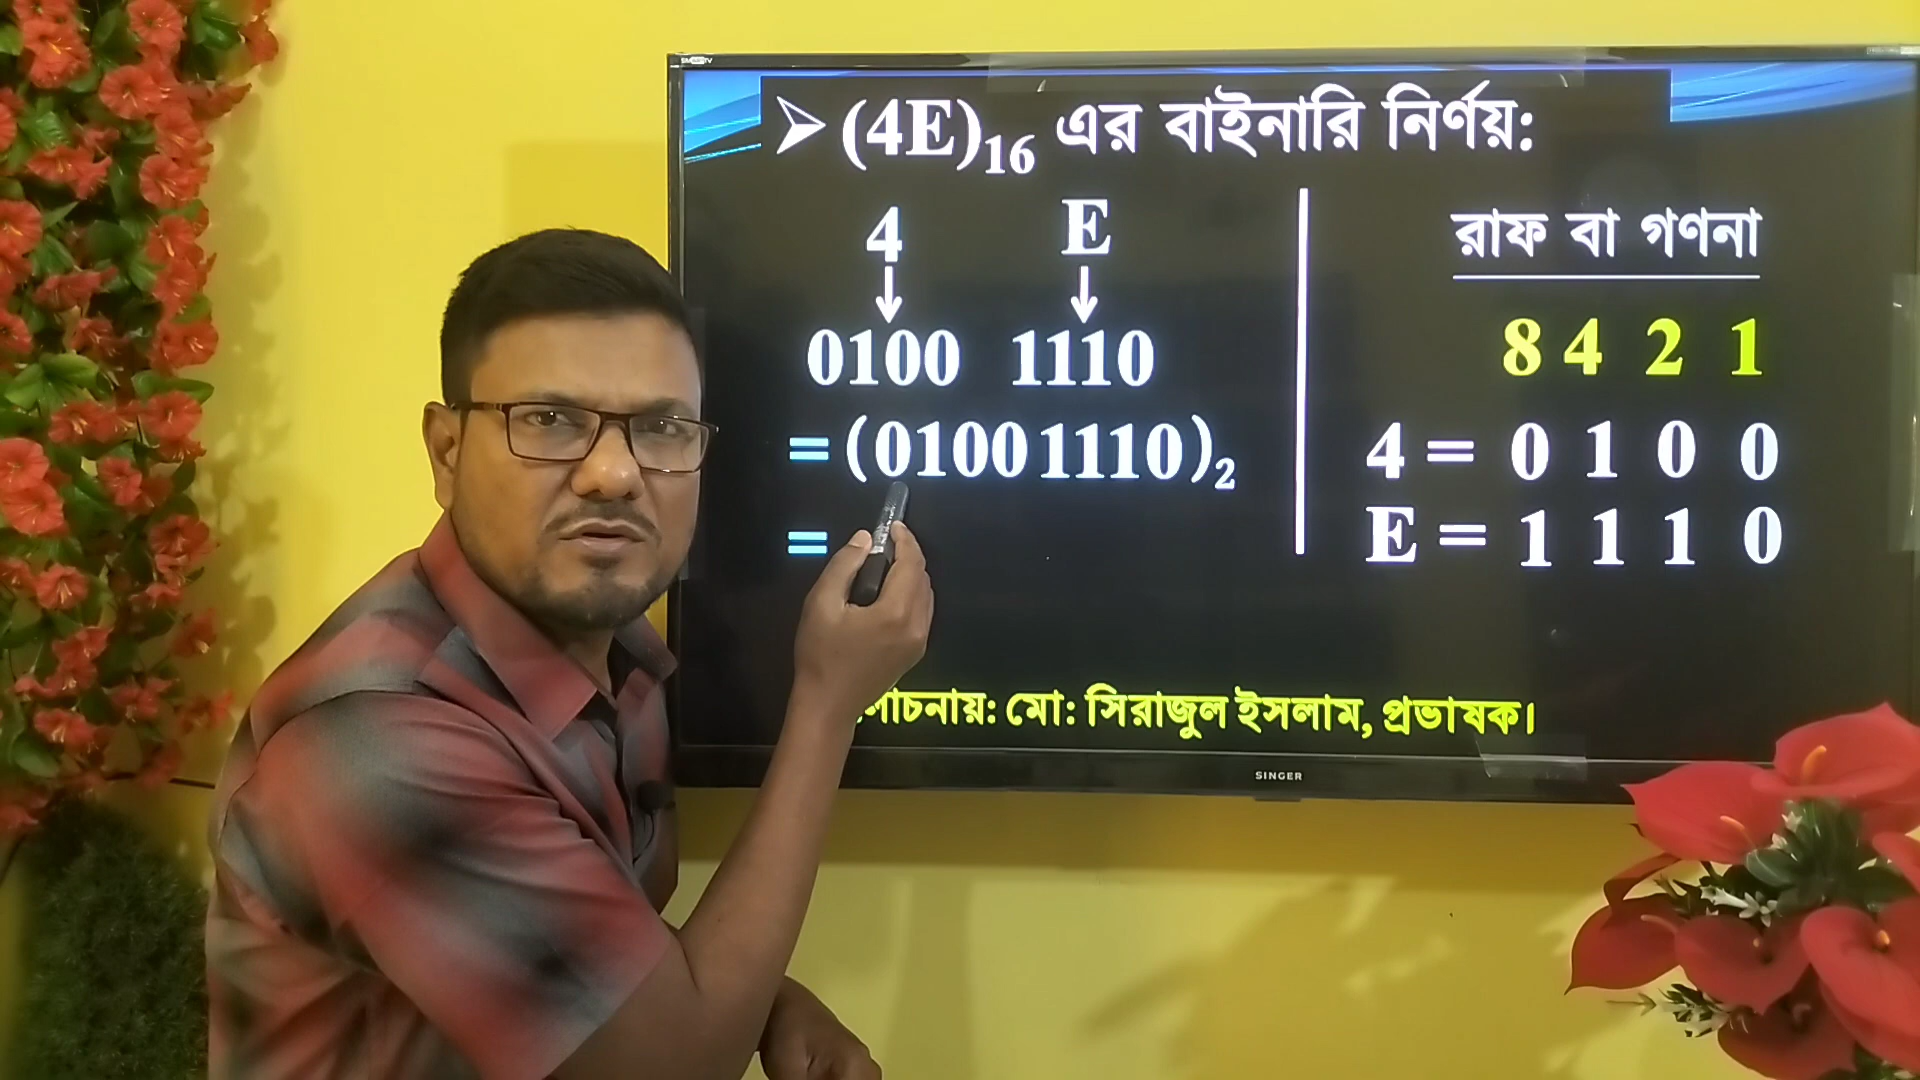 ➢ (4E)₁₆ এর বাইনারি নির্ণয়:
4 E
↓ ↓
0100 1110
= (01001110)₂
=
রাফ বা গণনা
8 4 2 1
4 = 0 1 0 0
E = 1 1 1 0
মো: সিরাজুল ইসলাম, প্রভাষক।
SINGER